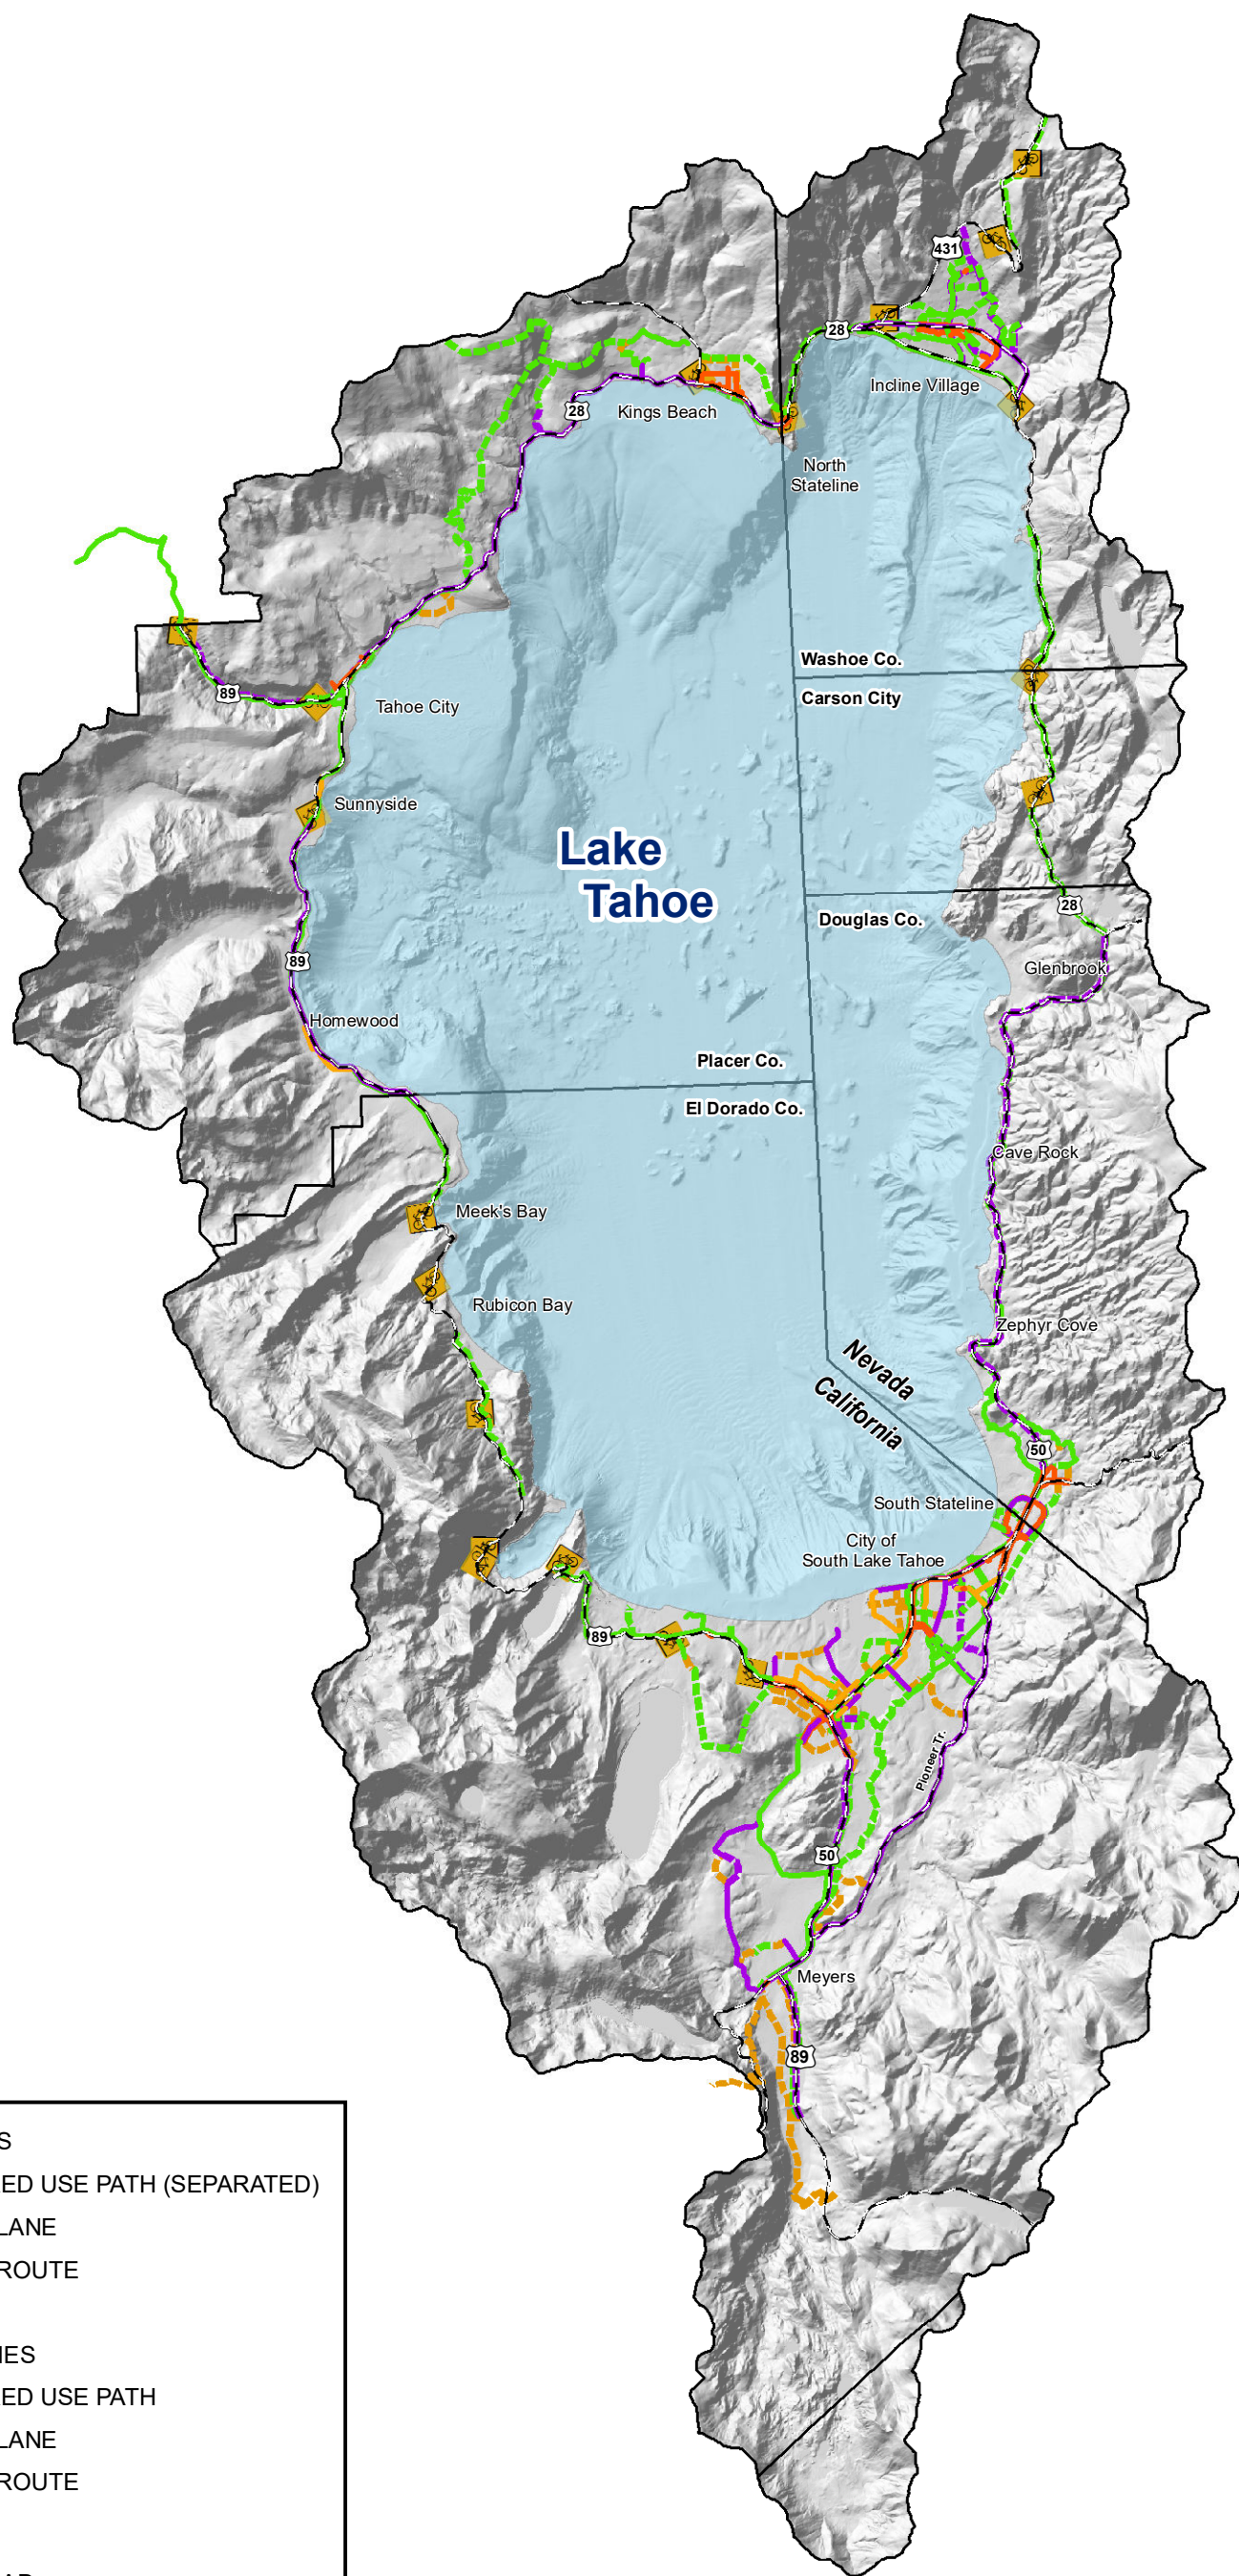 431
28
Incline Village
28
Kings Beach
North
Stateline
Washoe Co.
Carson City
89
Tahoe City
Sunnyside
Lake
Tahoe
28
Douglas Co.
89
Glenbrook
Homewood
Placer Co.
El Dorado Co.
Cave Rock
Meek's Bay
Rubicon Bay
Zephyr Cove
Nevada
California
50
South Stateline
City of
South Lake Tahoe
89
Pioneer Tr.
50
Meyers
89
S
ED USE PATH (SEPARATED)
LANE
ROUTE
IES
ED USE PATH
LANE
ROUTE